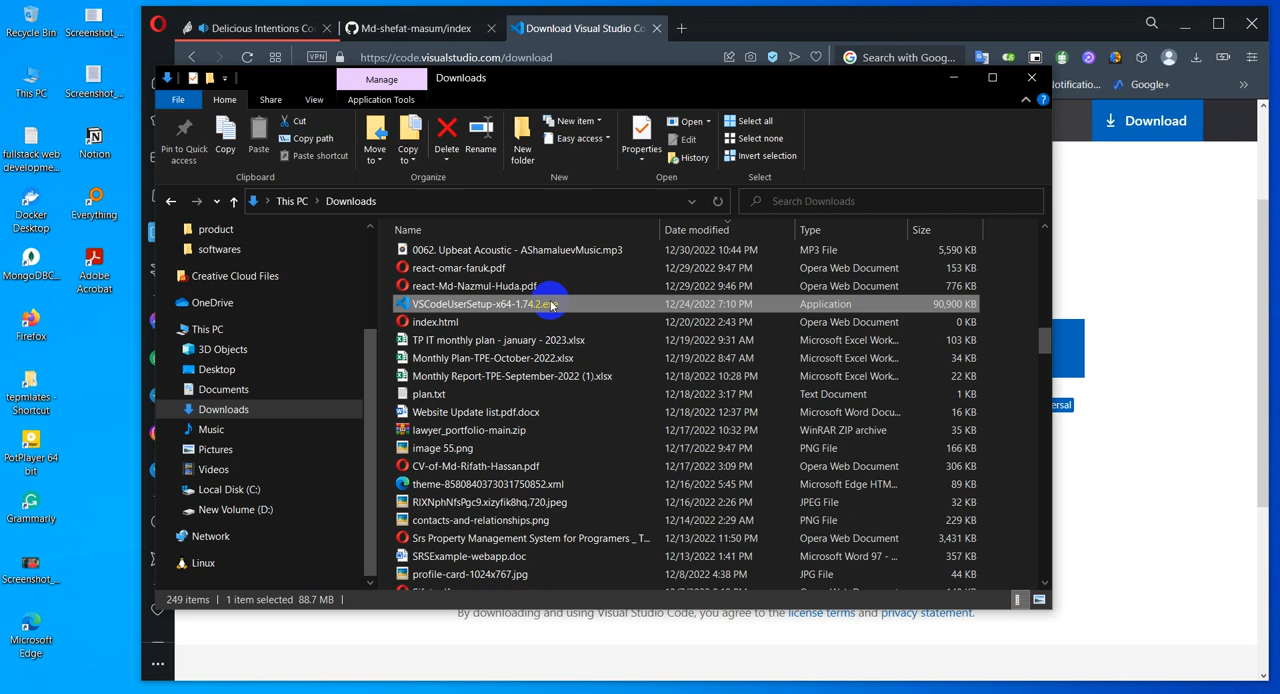 Recycle Bin
Screenshot_...
This PC
Screenshot_...
fullstack web
developme...
Notion
Docker
Desktop
Everything
MongoDBC...
Adobe
Acrobat
Firefox
tepmlates -
Shortcut
PotPlayer 64
bit
Grammarly
Screenshot_...
Microsoft
Edge
Delicious Intentions Co
Md-shefat-masum/index
Download Visual Studio Co
VPN
https://code.visualstudio.com/download
Search with Goog...
Notificatio...
Google+
Download
Manage
Downloads
File
Home
Share
View
Application Tools
Pin to Quick
access
Copy
Paste
Cut
Copy path
Paste shortcut
Clipboard
Move
to
Copy
to
Delete
Rename
Organize
New
folder
New item
Easy access
New
Properties
Open
Edit
History
Open
Select all
Select none
Invert selection
Select
This PC
Downloads
Search Downloads
product
softwares
Creative Cloud Files
OneDrive
This PC
3D Objects
Desktop
Documents
Downloads
Music
Pictures
Videos
Local Disk (C:)
New Volume (D:)
Network
Linux
Name Date modified Type Size
0062. Upbeat Acoustic - AShamaluevMusic.mp3 12/30/2022 10:44 PM MP3 File 5,590 KB
react-omar-faruk.pdf 12/29/2022 9:47 PM Opera Web Document 153 KB
react-Md-Nazmul-Huda.pdf 12/29/2022 9:46 PM Opera Web Document 776 KB
VSCodeUserSetup-x64-1.74.2.exe 12/24/2022 7:10 PM Application 90,900 KB
index.html 12/20/2022 2:43 PM Opera Web Document 0 KB
TP IT monthly plan - january - 2023.xlsx 12/19/2022 9:31 AM Microsoft Excel Work... 103 KB
Monthly Plan-TPE-October-2022.xlsx 12/19/2022 8:47 AM Microsoft Excel Work... 34 KB
Monthly Report-TPE-September-2022 (1).xlsx 12/18/2022 10:28 PM Microsoft Excel Work... 22 KB
plan.txt 12/18/2022 3:17 PM Text Document 1 KB
Website Update list.pdf.docx 12/18/2022 12:37 PM Microsoft Word Docu... 16 KB
lawyer_portfolio-main.zip 12/17/2022 10:32 PM WinRAR ZIP archive 35 KB
image 55.png 12/17/2022 9:47 PM PNG File 166 KB
CV-of-Md-Rifath-Hassan.pdf 12/17/2022 3:09 PM Opera Web Document 306 KB
theme-8580840373031750852.xml 12/16/2022 5:45 PM Microsoft Edge HTM... 89 KB
RIXNphNfsPgc9.xizyfik8hq.720.jpeg 12/16/2022 2:26 PM JPEG File 32 KB
contacts-and-relationships.png 12/14/2022 2:29 AM PNG File 229 KB
Srs Property Management System for Programers _ T... 12/13/2022 11:50 PM Opera Web Document 3,431 KB
SRSExample-webapp.doc 12/13/2022 1:41 PM Microsoft Word 97 - ... 357 KB
profile-card-1024x767.jpg 12/8/2022 4:38 PM JPG File 44 KB
249 items
1 item selected 88.7 MB
ersal
By downloading and using Visual Studio Code, you agree to the license terms and privacy statement.